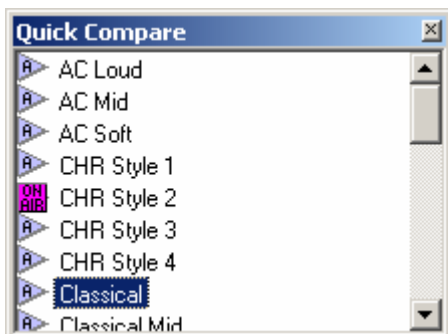 Quick Compare
A AC Loud
A AC Mid
A AC Soft
A CHR Style 1
ON AIR CHR Style 2
A CHR Style 3
A CHR Style 4
A Classical
A Classical Mid